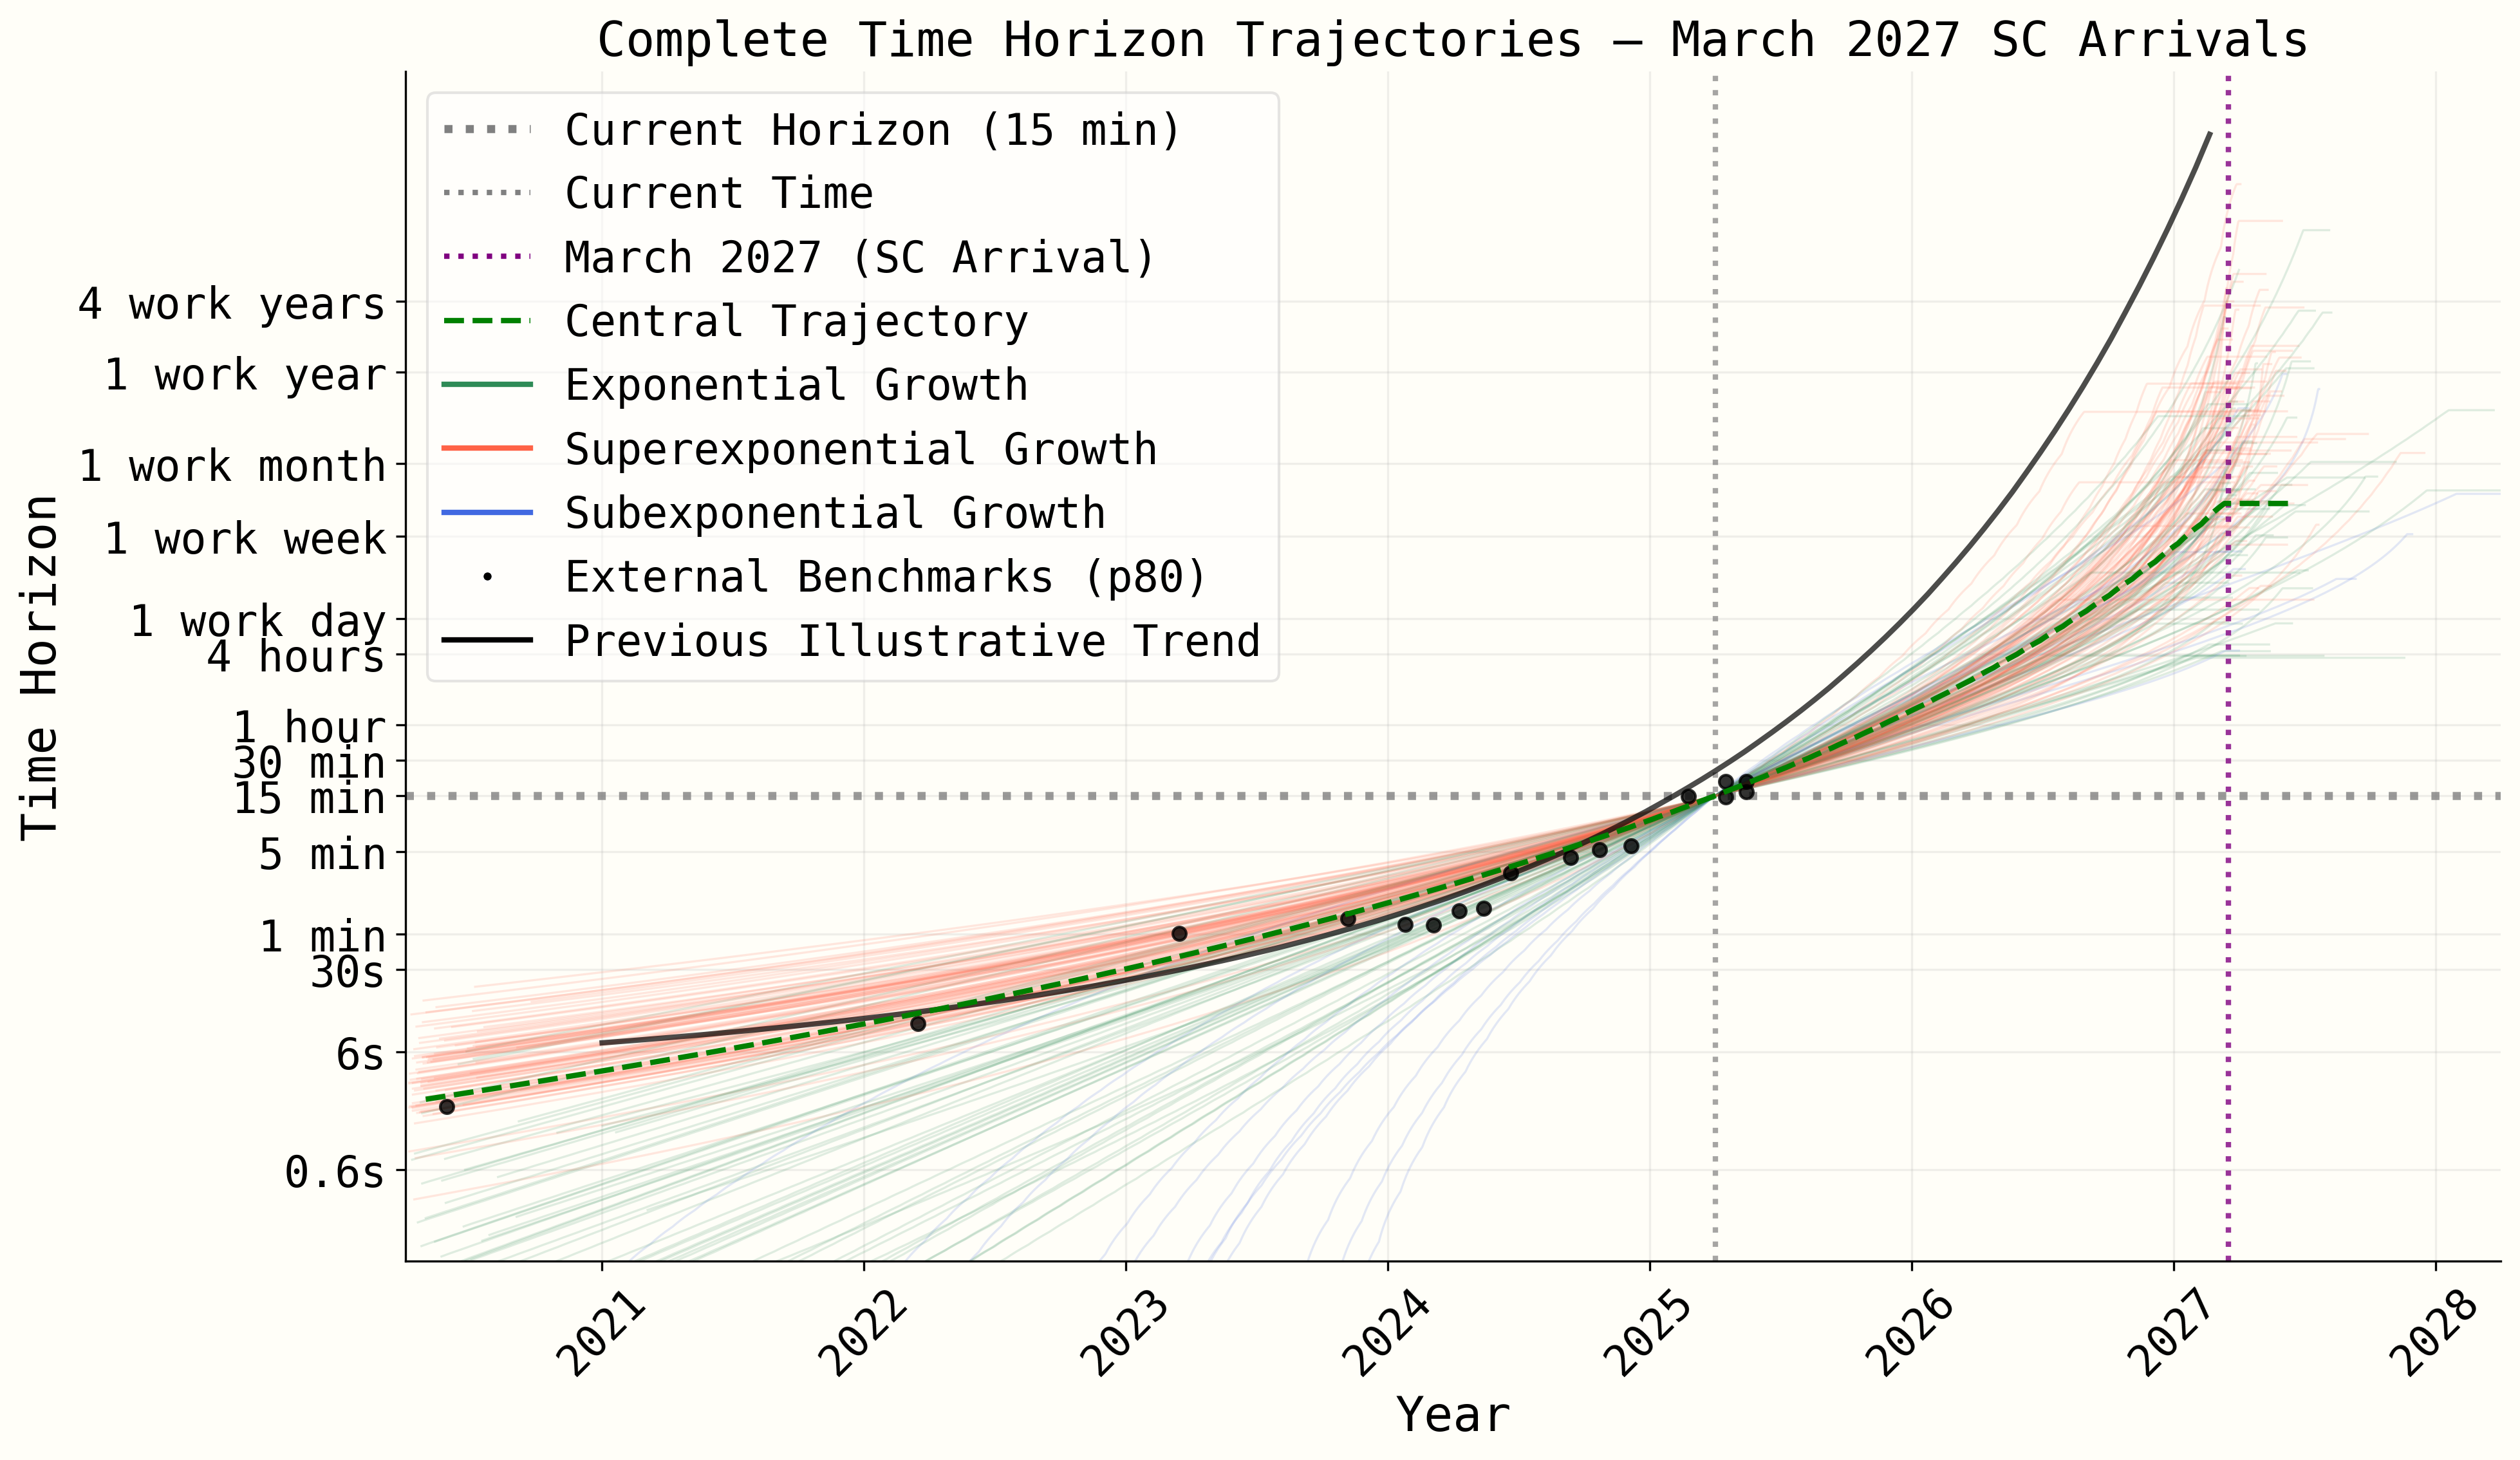 Complete Time Horizon Trajectories — March 2027 SC Arrivals
Current Horizon (15 min)
Current Time
March 2027 (SC Arrival)
Central Trajectory
Exponential Growth
Superexponential Growth
Subexponential Growth
External Benchmarks (p80)
Previous Illustrative Trend
Time Horizon
4 work years
1 work year
1 work month
1 work week
1 work day
4 hours
1 hour
30 min
15 min
5 min
1 min
30s
6s
0.6s
2021
2022
2023
2024
2025
2026
2027
2028
Year